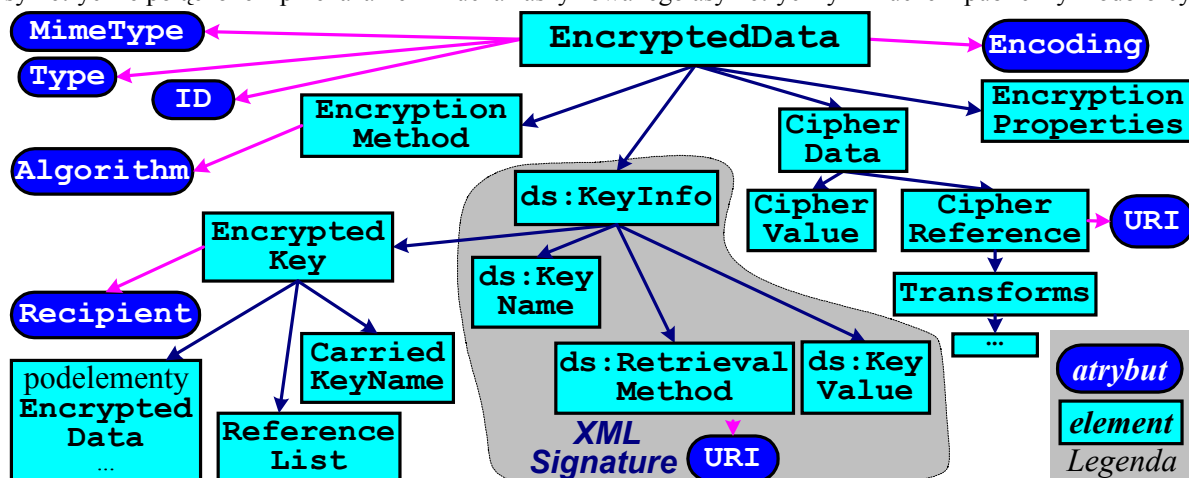 EncryptedData
MimeType
Type
ID
Encoding
Encryption
Method
Algorithm
Cipher
Data
Encryption
Properties
ds:KeyInfo
Cipher
Value
Cipher
Reference
URI
Encrypted
Key
ds:Key
Name
Transforms
...
Recipient
Carried
KeyName
ds:Retrieval
Method
ds:Key
Value
podelementy
Encrypted
Data
...
Reference
List
XML
Signature
URI
atrybut
element
Legenda